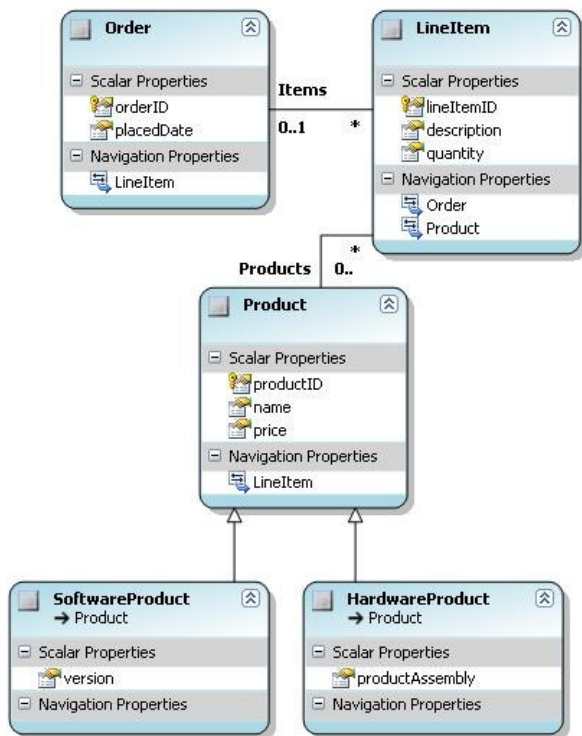 Order
Scalar Properties
orderID
placedDate
Navigation Properties
LineItem
Items
0..1
*
LineItem
Scalar Properties
lineItemID
description
quantity
Navigation Properties
Order
Product
*
Products 0..
Product
Scalar Properties
productID
name
price
Navigation Properties
LineItem
SoftwareProduct
→ Product
Scalar Properties
version
Navigation Properties
HardwareProduct
→ Product
Scalar Properties
productAssembly
Navigation Properties